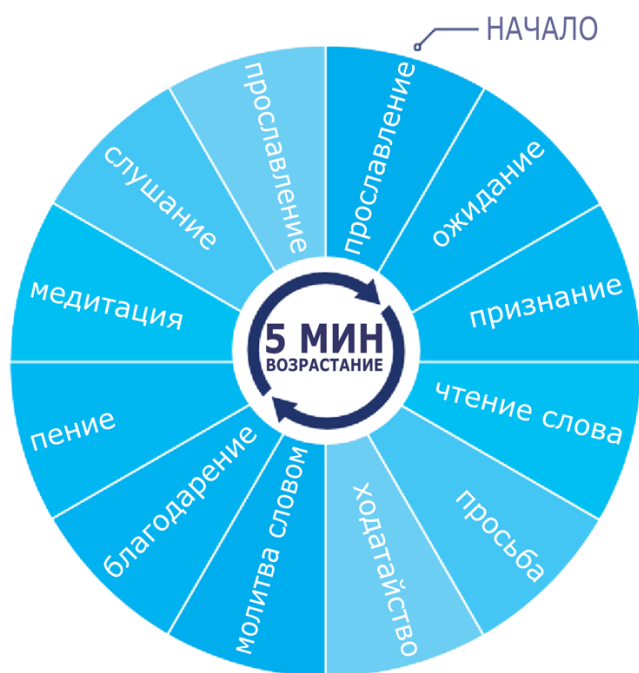 НАЧАЛО
прославление
ожидание
признание
чтение слова
просьба
ходатайство
молитва словом
благодарение
пение
медитация
слушание
прославление
5 МИН
ВОЗРАСТАНИЕ